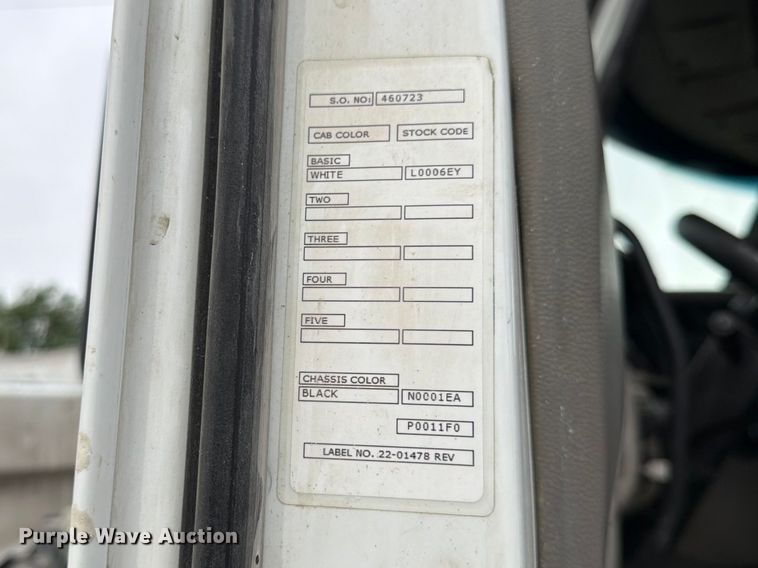 S.O. NO: 460723
CAB COLOR STOCK CODE
BASIC
WHITE L0006EY
TWO
THREE
FOUR
FIVE
CHASSIS COLOR
BLACK N0001EA
P0011F0
LABEL NO. 22-01478 REV
Purple Wave Auction